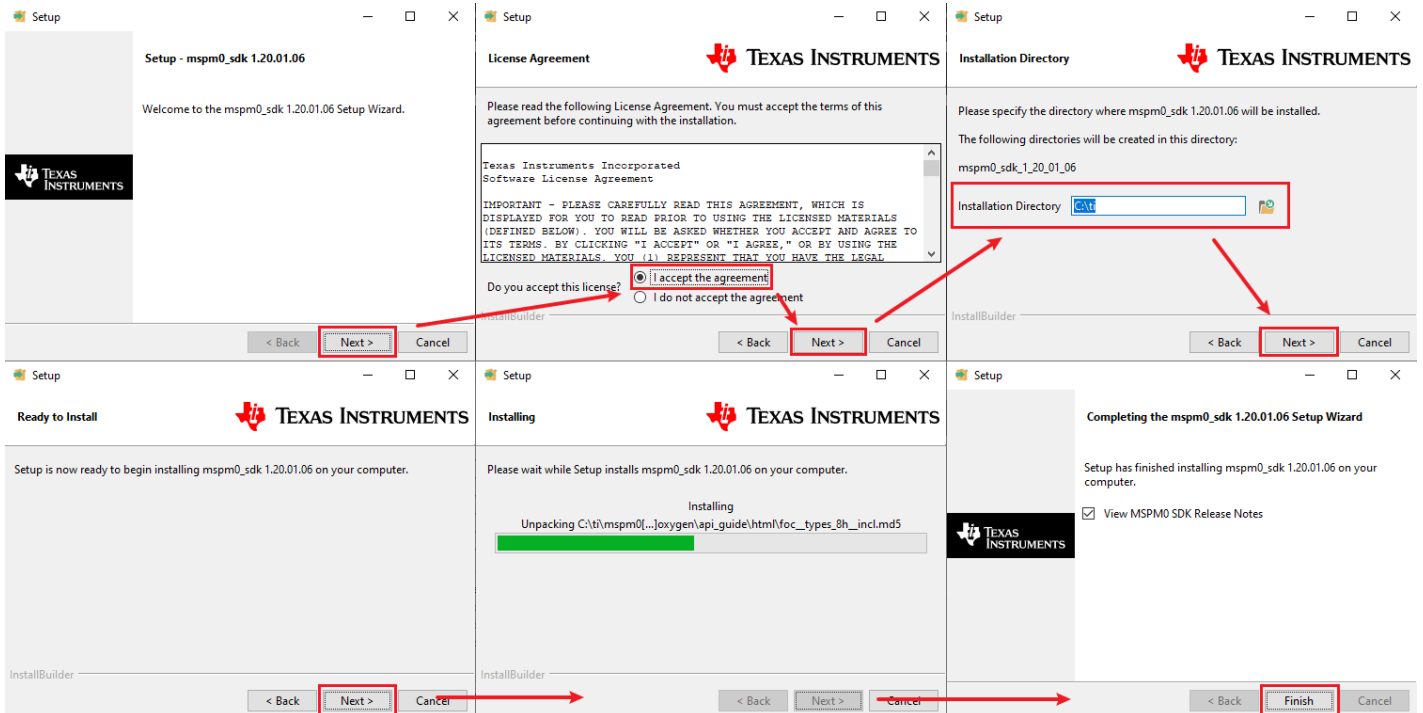 Setup
Setup - mspm0_sdk 1.20.01.06
Welcome to the mspm0_sdk 1.20.01.06 Setup Wizard.
TEXAS
INSTRUMENTS
< Back Next > Cancel
Setup
License Agreement
TEXAS INSTRUMENTS
Please read the following License Agreement. You must accept the terms of this
agreement before continuing with the installation.
Texas Instruments Incorporated
Software License Agreement
IMPORTANT - PLEASE CAREFULLY READ THIS AGREEMENT, WHICH IS
DISPLAYED FOR YOU TO READ PRIOR TO USING THE LICENSED MATERIALS
(DEFINED BELOW). YOU WILL BE ASKED WHETHER YOU ACCEPT AND AGREE TO
ITS TERMS. BY CLICKING "I ACCEPT" OR "I AGREE," OR BY USING THE
LICENSED MATERIALS, YOU (1) REPRESENT THAT YOU HAVE THE LEGAL
Do you accept this license?
I accept the agreement
I do not accept the agreement
InstallBuilder
< Back Next > Cancel
Setup
Installation Directory
TEXAS INSTRUMENTS
Please specify the directory where mspm0_sdk 1.20.01.06 will be installed.
The following directories will be created in this directory:
mspm0_sdk_1_20_01_06
Installation Directory C:\ti
InstallBuilder
< Back Next > Cancel
Setup
Ready to Install
TEXAS INSTRUMENTS
Setup is now ready to begin installing mspm0_sdk 1.20.01.06 on your computer.
InstallBuilder
< Back Next > Cancel
Setup
Installing
TEXAS INSTRUMENTS
Please wait while Setup installs mspm0_sdk 1.20.01.06 on your computer.
Installing
Unpacking C:\ti\mspm0[...]oxygen\api_guide\html\foc__types_8h__incl.md5
InstallBuilder
< Back Next > Cancel
Setup
Completing the mspm0_sdk 1.20.01.06 Setup Wizard
Setup has finished installing mspm0_sdk 1.20.01.06 on your
computer.
View MSPM0 SDK Release Notes
TEXAS
INSTRUMENTS
< Back Finish Cancel